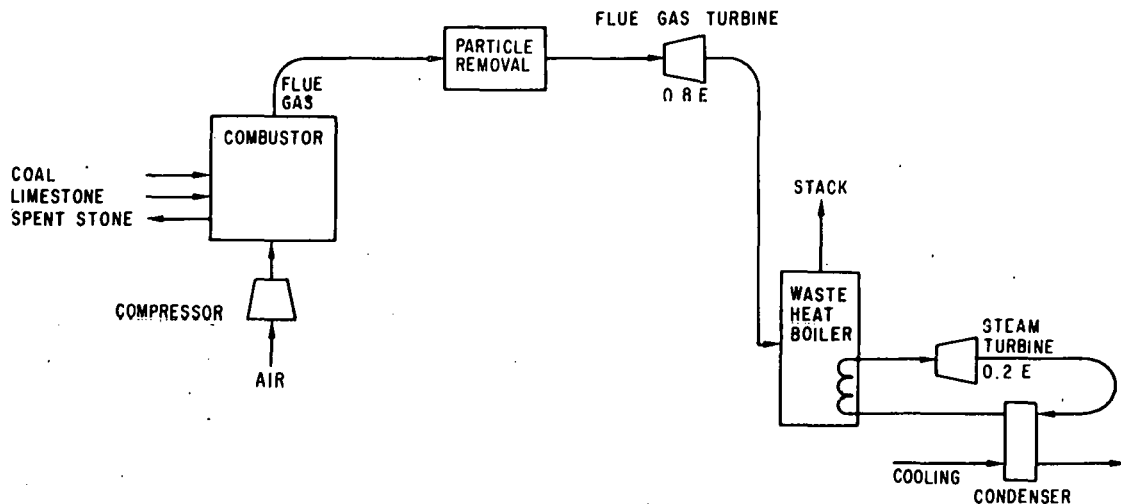 FLUE GAS TURBINE
PARTICLE
REMOVAL
0.8 E
FLUE
GAS
COMBUSTOR
COAL
LIMESTONE
SPENT STONE
STACK
COMPRESSOR
WASTE
HEAT
BOILER
STEAM
TURBINE
0.2 E
AIR
COOLING
CONDENSER